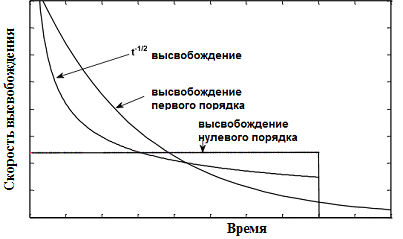 Скорость высвобождения
t-1/2 высвобождение
высвобождение
первого порядка
высвобождение
нулевого порядка
Время